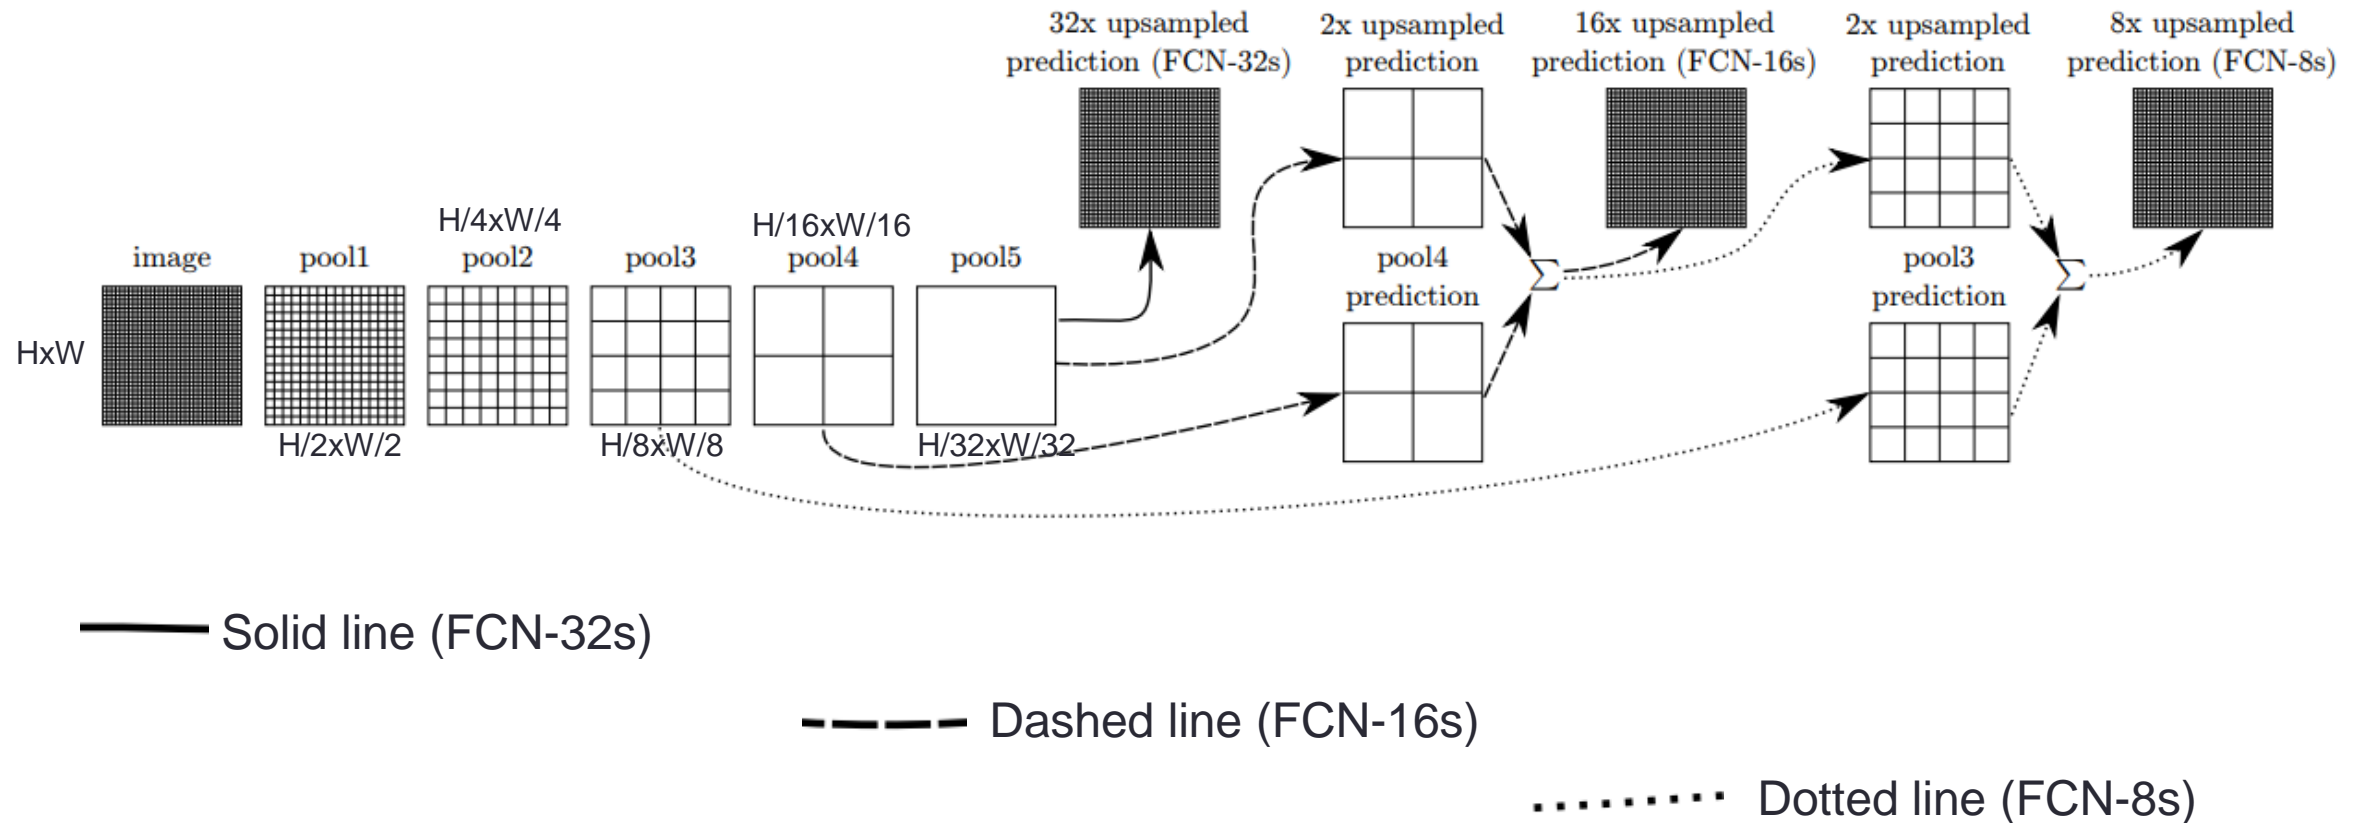 32x upsampled
prediction (FCN-32s)
2x upsampled
prediction
16x upsampled
prediction (FCN-16s)
2x upsampled
prediction
8x upsampled
prediction (FCN-8s)
H/4xW/4
H/16xW/16
image
pool1
pool2
pool3
pool4
pool5
pool4
prediction
Σ
pool3
prediction
Σ
HxW
H/2xW/2
H/8xW/8
H/32xW/32
Solid line (FCN-32s)
Dashed line (FCN-16s)
Dotted line (FCN-8s)